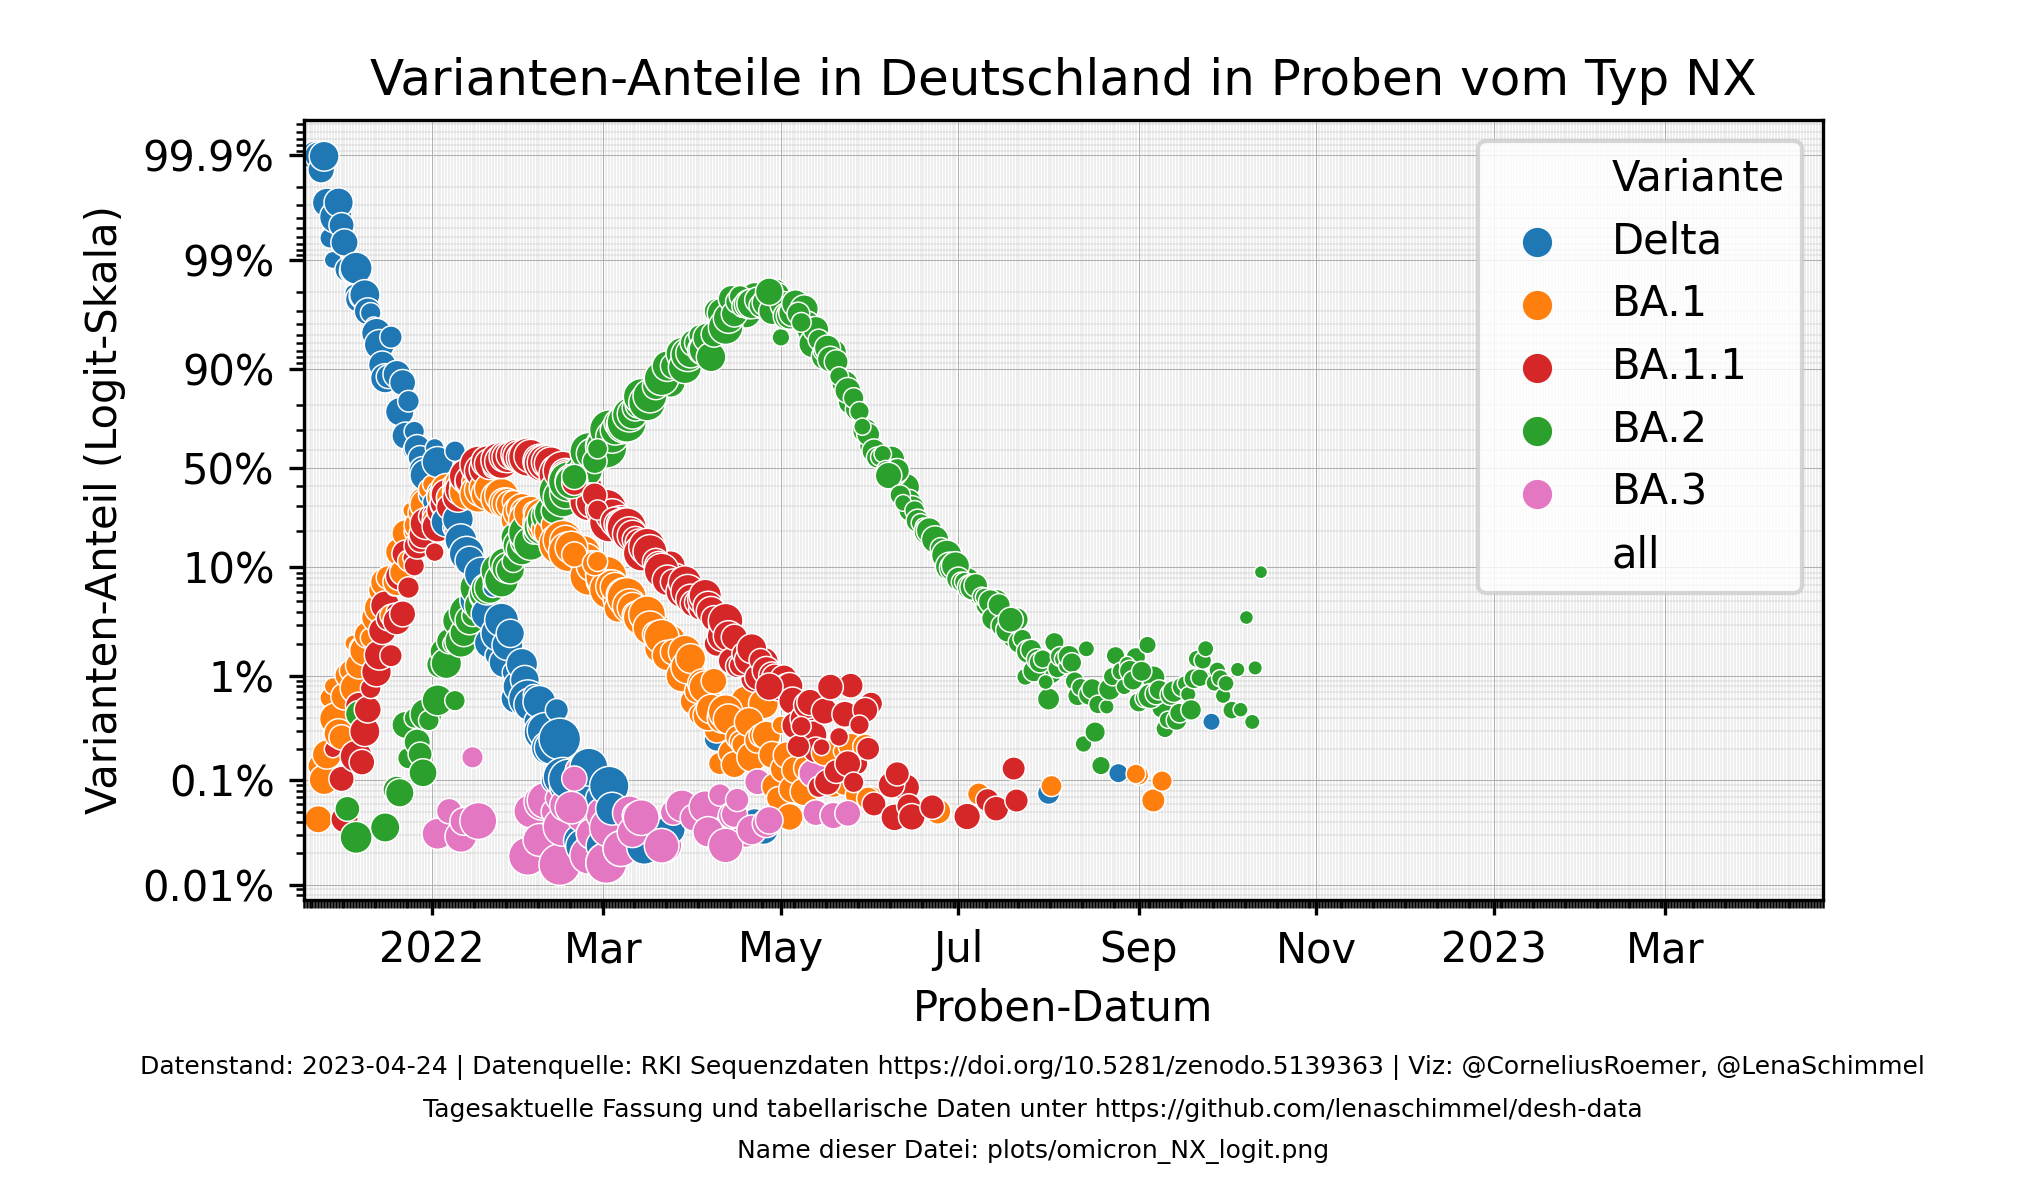 Varianten-Anteile in Deutschland in Proben vom Typ NX
Varianten-Anteil (Logit-Skala)
99.9%
99%
90%
50%
10%
1%
0.1%
0.01%
Variante
Delta
BA.1
BA.1.1
BA.2
BA.3
all
2022 Mar May Jul Sep Nov 2023 Mar
Proben-Datum
Datenstand: 2023-04-24 | Datenquelle: RKI Sequenzdaten https://doi.org/10.5281/zenodo.5139363 | Viz: @CorneliusRoemer, @LenaSchimmel
Tagesaktuelle Fassung und tabellarische Daten unter https://github.com/lenaschimmel/desh-data
Name dieser Datei: plots/omicron_NX_logit.png